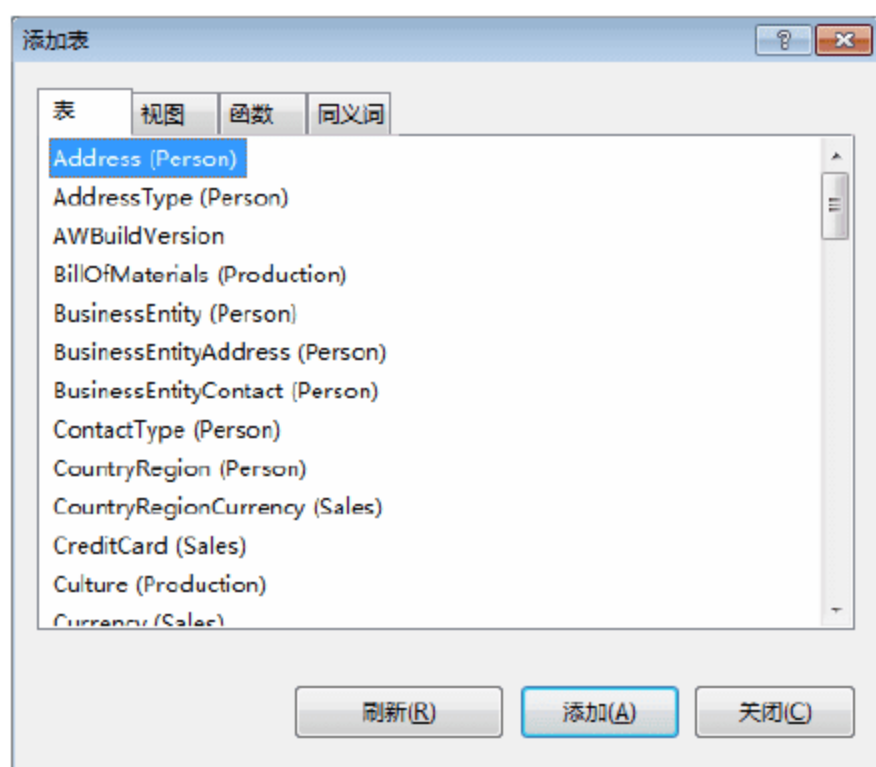 添加表
表 视图 函数 同义词
Address (Person)
AddressType (Person)
AWBuildVersion
BillOfMaterials (Production)
BusinessEntity (Person)
BusinessEntityAddress (Person)
BusinessEntityContact (Person)
ContactType (Person)
CountryRegion (Person)
CountryRegionCurrency (Sales)
CreditCard (Sales)
Culture (Production)
Currency (Sales)
刷新(R) 添加(A) 关闭(C)